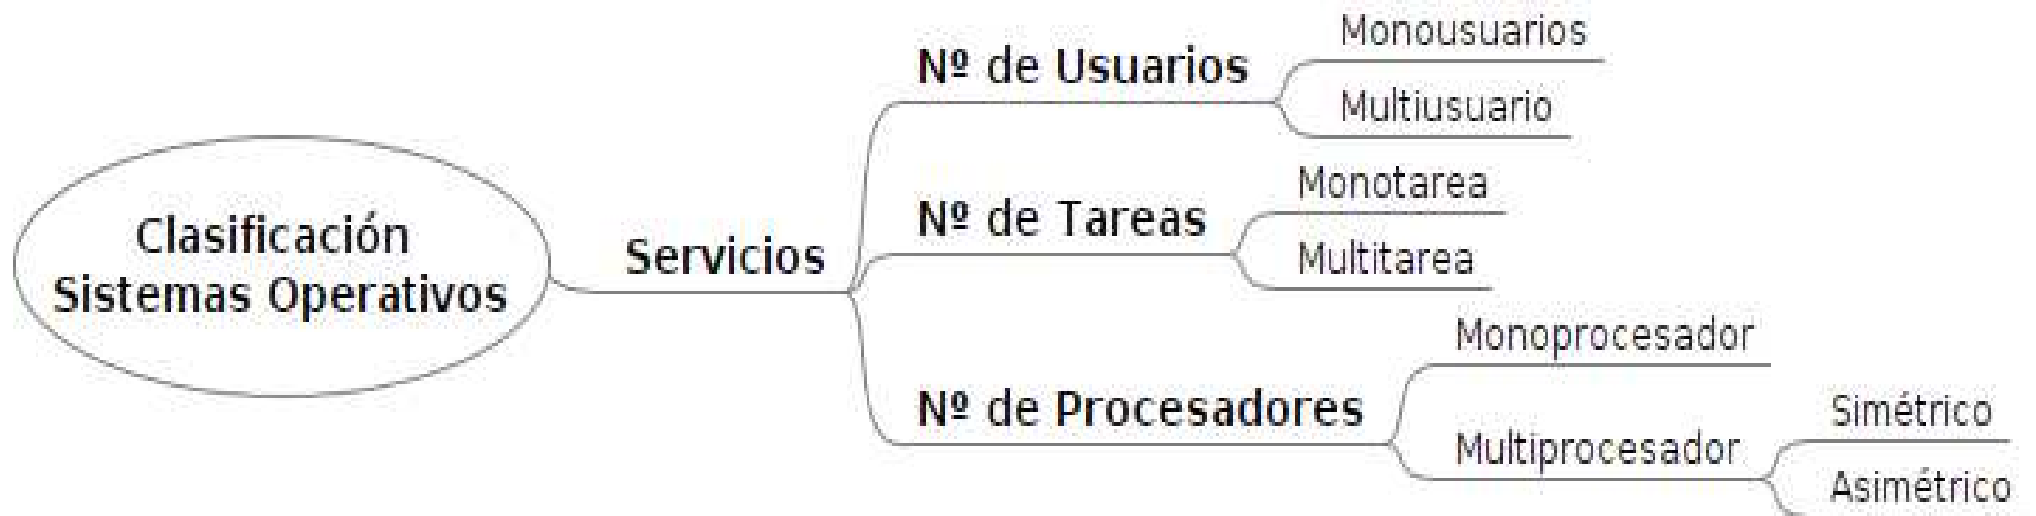 Clasificación
Sistemas Operativos
Servicios
Nº de Usuarios
Monousuarios
Multiusuario
Nº de Tareas
Monotarea
Multitarea
Nº de Procesadores
Monoprocesador
Multiprocesador
Simétrico
Asimétrico